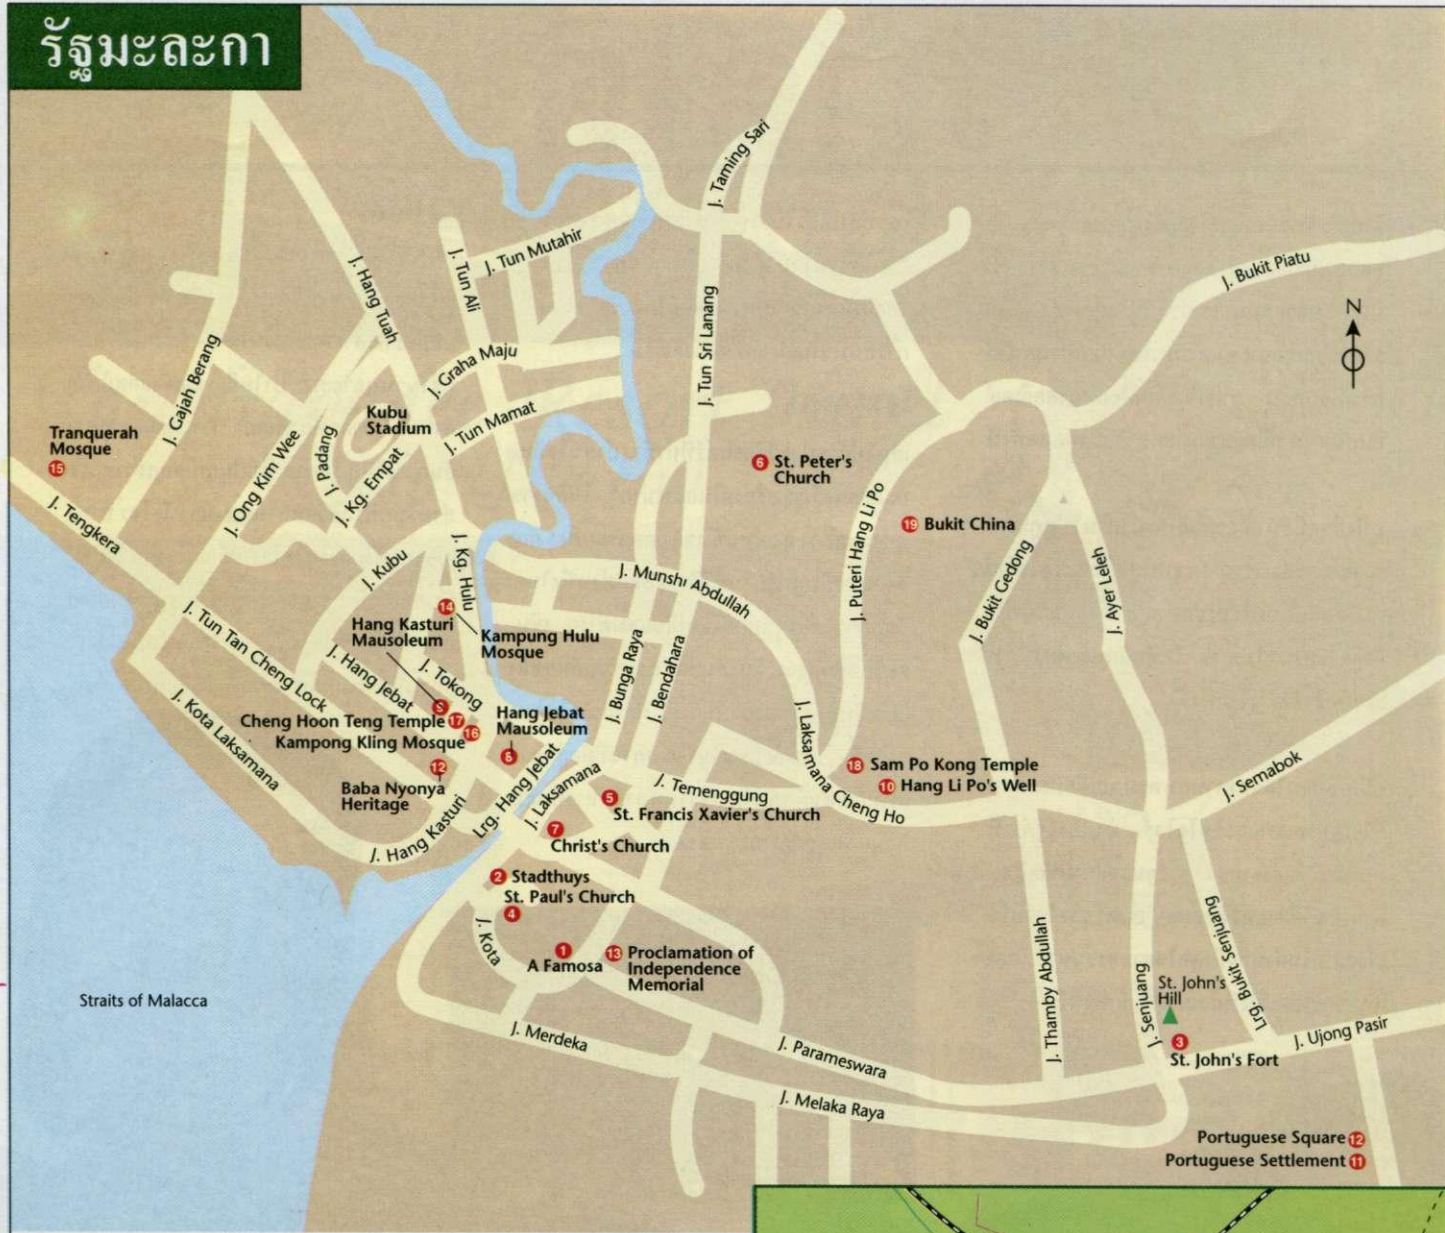 รัฐมะละกา
J. Taming Sari
J. Tun Mutahir
J. Hang Tuah
J. Tun Ali
J. Bukit Piatu
N
J. Tun Sri Lanang
J. Graha Maju
J. Gajah Berang
Kubu
Stadium
J. Tun Mamat
Tranquerah
Mosque
15
J. Ong Kim Wee
J. Padang
J. Kg. Empat
6 St. Peter's
Church
J. Tengkera
J. Puteri Hang Li Po
19 Bukit China
J. Kubu
J. Kg. Hulu
J. Munshi Abdullah
J. Bukit Gedong
J. Ayer Leleh
J. Tun Tan Cheng Lock
14
Hang Kasturi
Mausoleum
Kampung Hulu
Mosque
J. Hang Jebat
J. Tokong
J. Bunga Raya
J. Bendahara
J. Kota Laksamana
9
Cheng Hoon Teng Temple 17
Kampong Kling Mosque 16
Hang Jebat
Mausoleum
12
Baba Nyonya
Heritage
Lrg. Hang Jebat
J. Laksamana
J. Temenggung
J. Laksamana Cheng Ho
18 Sam Po Kong Temple
10 Hang Li Po's Well
J. Semabok
J. Hang Kasturi
5
St. Francis Xavier's Church
7
Christ's Church
2 Stadthuys
St. Paul's Church
4
J. Kota
1
A Famosa
13 Proclamation of
Independence
Memorial
J. Thamby Abdullah
J. Senjuang
Lrg. Bukit Senjuang
Straits of Malacca
St. John's
Hill
3
St. John's Fort
J. Merdeka
J. Parameswara
J. Ujong Pasir
J. Melaka Raya
Portuguese Square 12
Portuguese Settlement 11